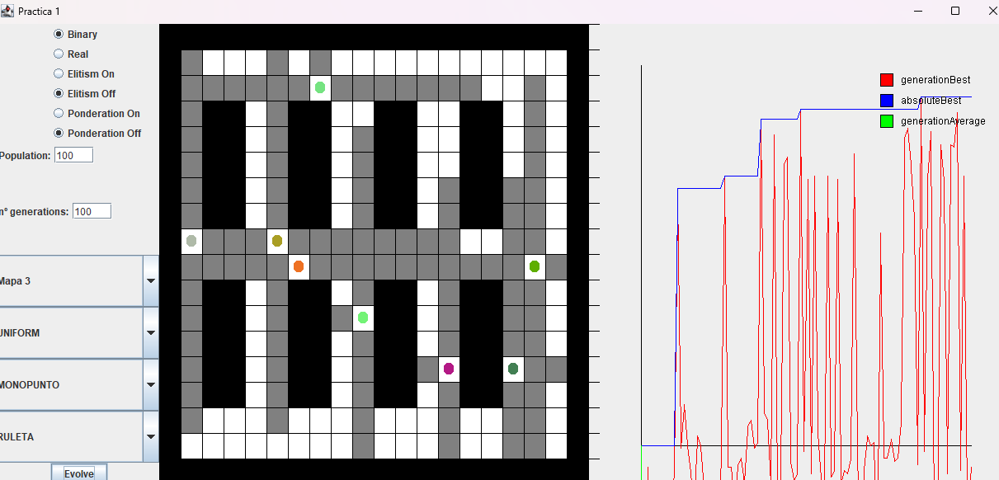 Practica 1
Binary
Real
Elitism On
Elitism Off
Ponderation On
Ponderation Off
Population: 100
nº generations: 100
Mapa 3
UNIFORM
MONOPUNTO
RULETA
Evolve
generationBest
absoluteBest
generationAverage